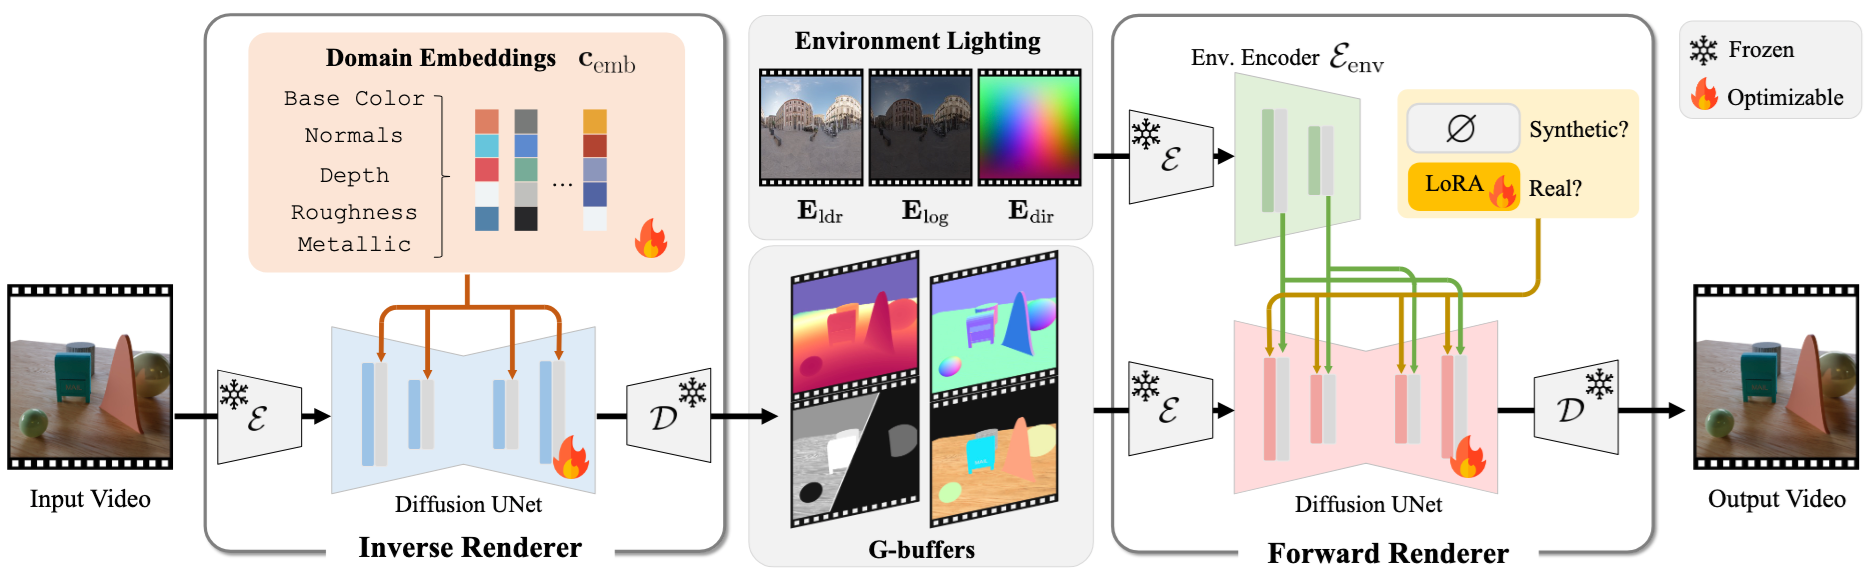 Domain Embeddings c_emb
Base Color
Normals
Depth
Roughness
Metallic
...
Input Video
ℰ
Diffusion UNet
𝒟
Inverse Renderer
Environment Lighting
E_ldr
E_log
E_dir
G-buffers
Env. Encoder ℰ_env
ℰ
ℰ
∅ Synthetic?
LoRA Real?
Diffusion UNet
𝒟
Forward Renderer
Frozen
Optimizable
Output Video